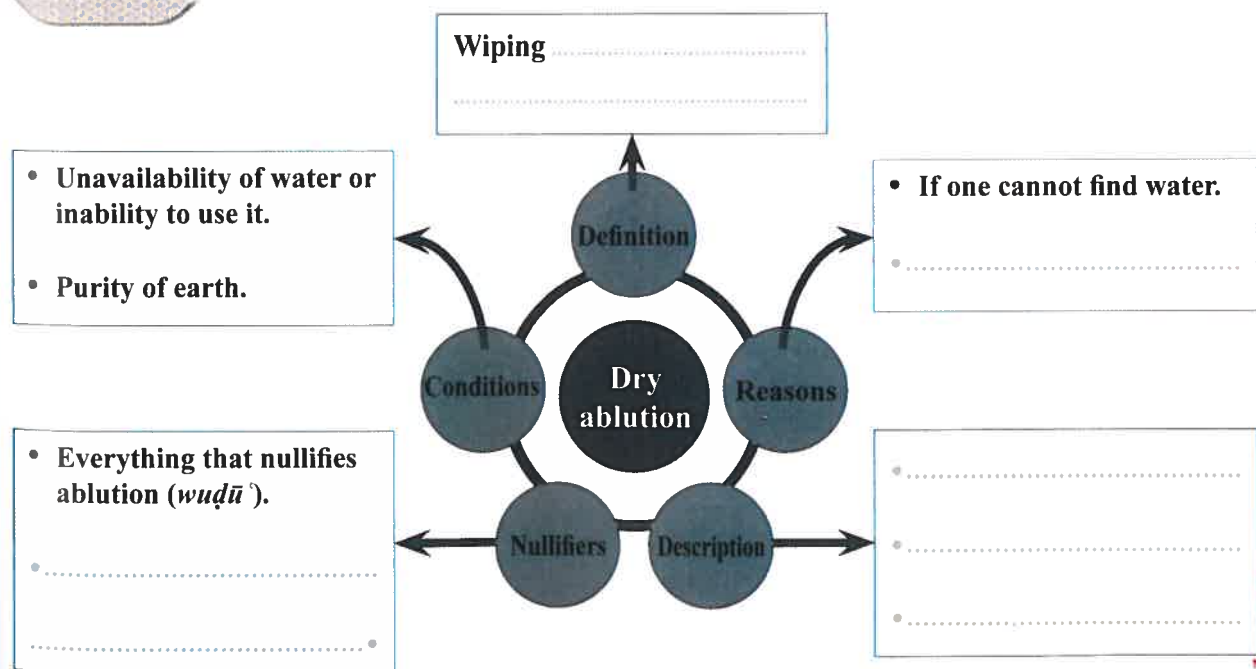 Wiping
• Unavailability of water or
inability to use it.
• Purity of earth.
• If one cannot find water.
Definition
Conditions
Dry
ablution
Reasons
• Everything that nullifies
ablution (wuḍū ʿ).
Nullifiers
Description